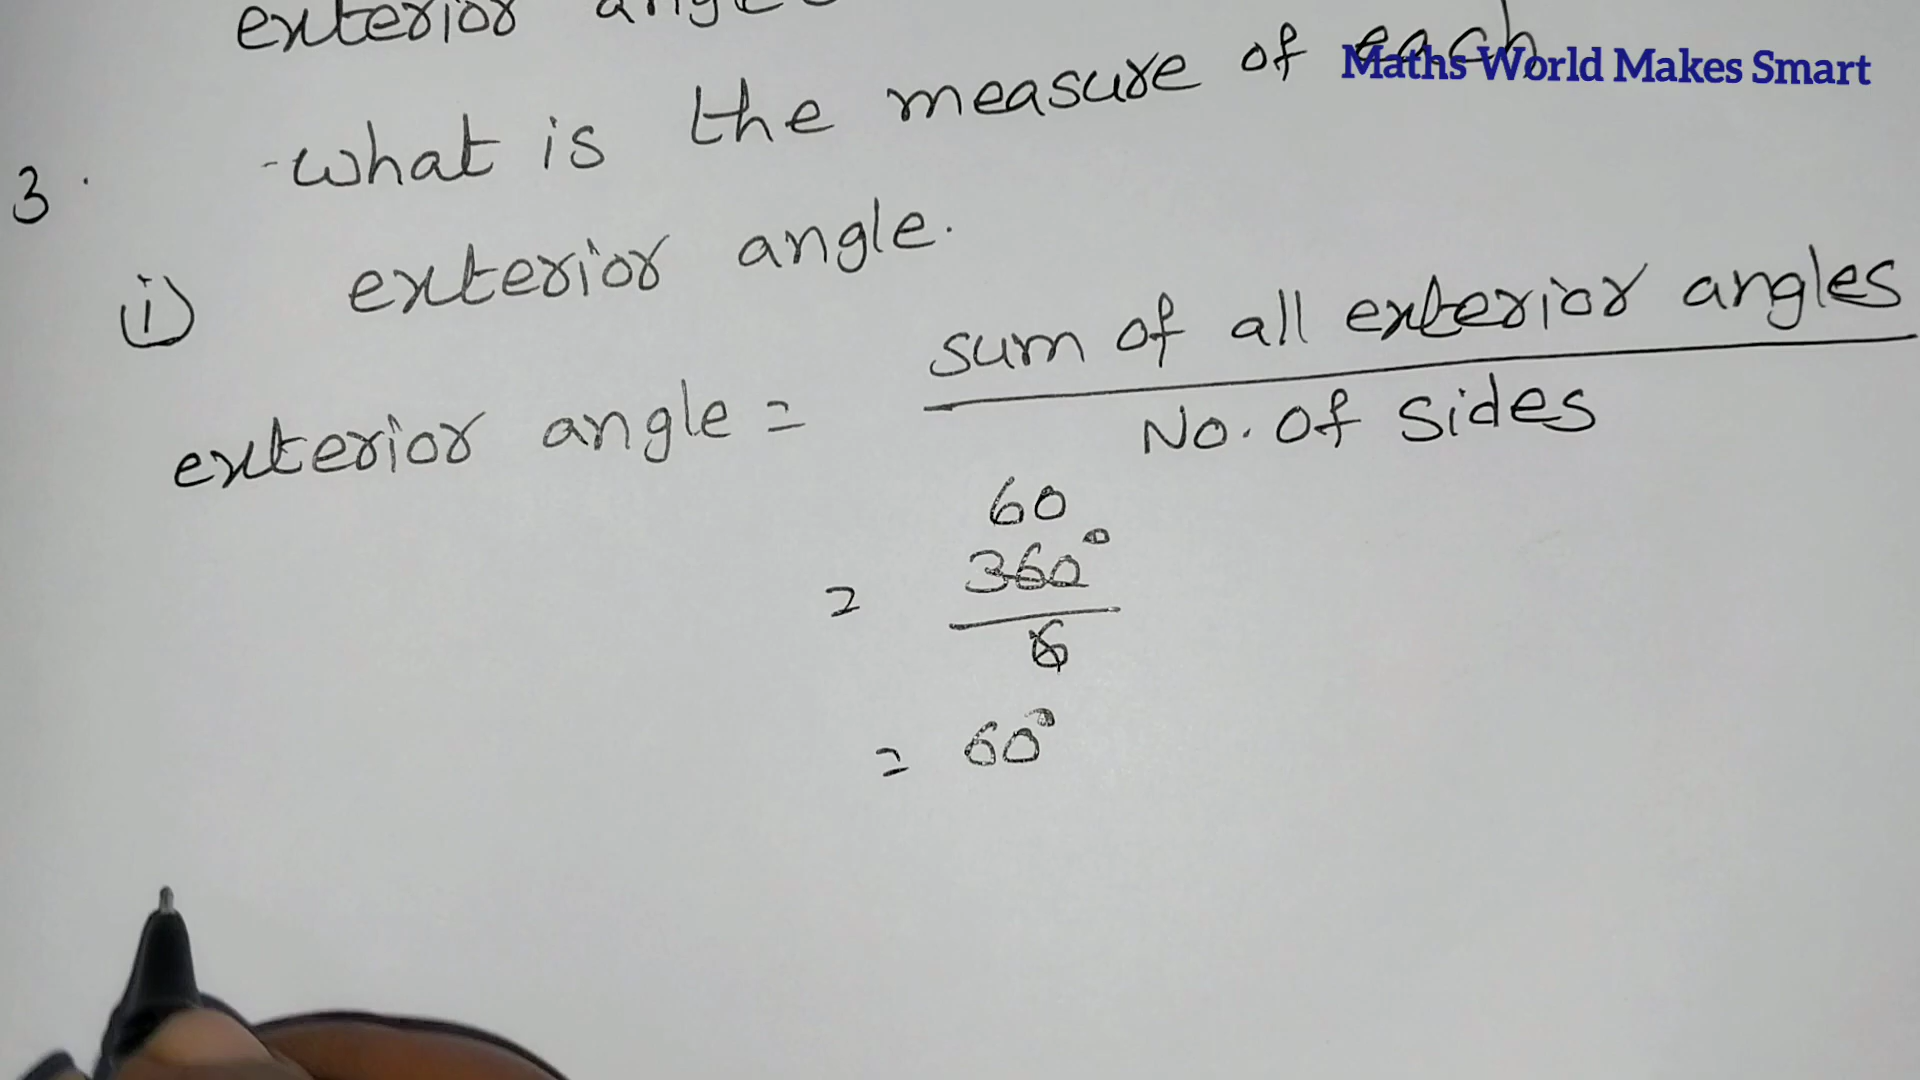 exterior angle
Maths World Makes Smart
3. What is the measure of each
i) exterior angle.
exterior angle = sum of all exterior angles
No. of sides
60
= 360°
6
= 60°